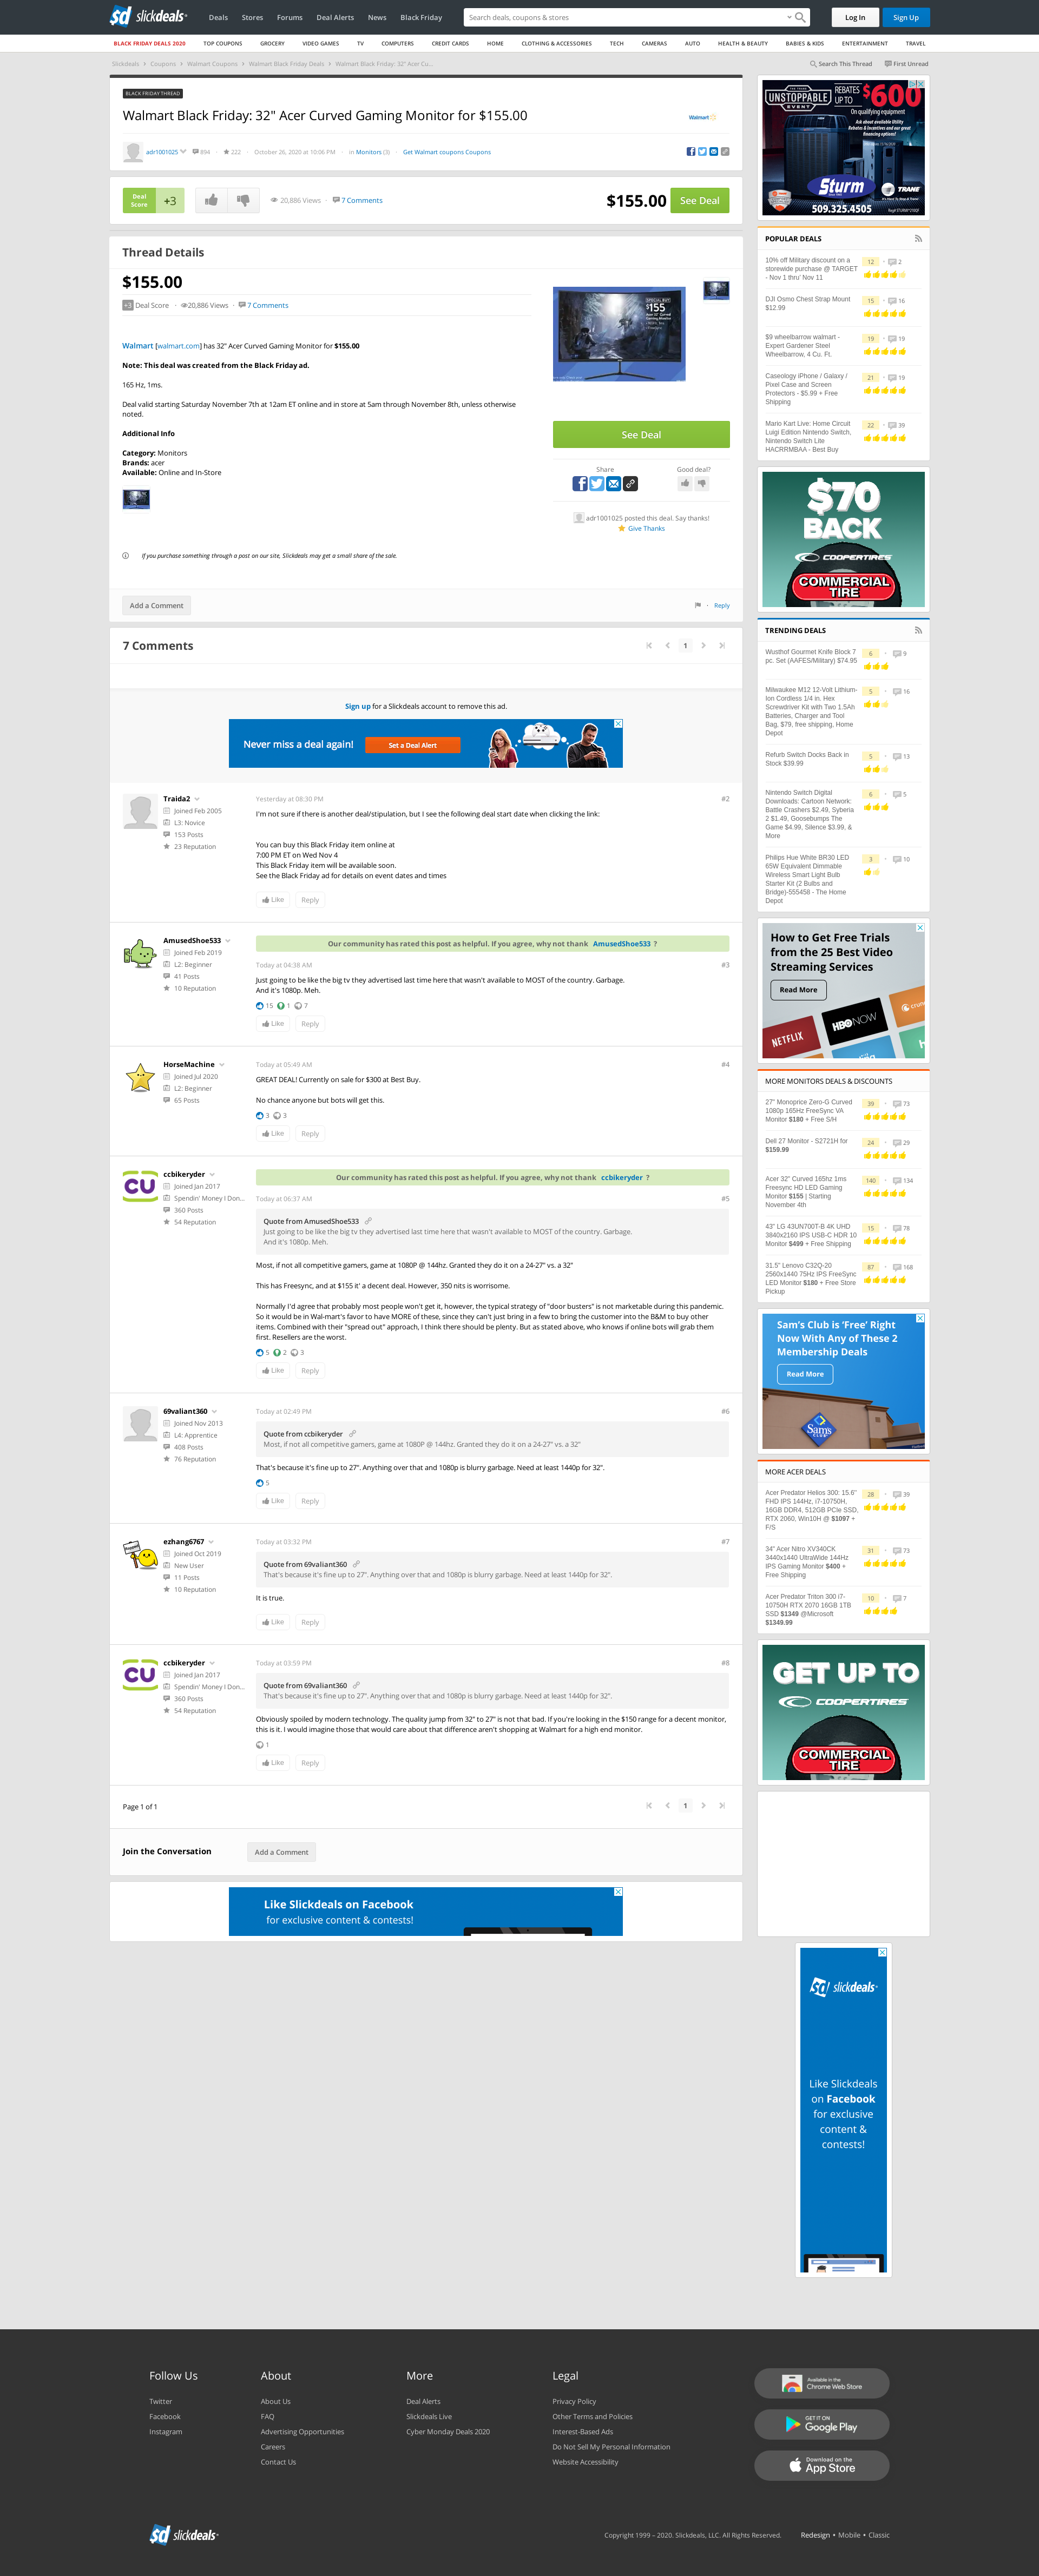 slickdeals
Deals
Stores
Forums
Deal Alerts
News
Black Friday
Search deals, coupons & stores
Log In
Sign Up
BLACK FRIDAY DEALS 2020
TOP COUPONS
GROCERY
VIDEO GAMES
TV
COMPUTERS
CREDIT CARDS
HOME
CLOTHING & ACCESSORIES
TECH
CAMERAS
AUTO
HEALTH & BEAUTY
BABIES & KIDS
ENTERTAINMENT
TRAVEL
Slickdeals > Coupons > Walmart Coupons > Walmart Black Friday Deals > Walmart Black Friday: 32" Acer Cu...
Search This Thread
First Unread
BLACK FRIDAY THREAD
Walmart Black Friday: 32" Acer Curved Gaming Monitor for $155.00
Walmart
adr1001025
894
222
October 26, 2020 at 10:06 PM
in Monitors (3)
Get Walmart coupons Coupons
Deal Score
+3
20,886 Views
7 Comments
$155.00
See Deal
Thread Details
$155.00
+3 Deal Score
20,886 Views
7 Comments
Walmart [walmart.com] has 32" Acer Curved Gaming Monitor for $155.00
Note: This deal was created from the Black Friday ad.
165 Hz, 1ms.
Deal valid starting Saturday November 7th at 12am ET online and in store at 5am through November 8th, unless otherwise
noted.
Additional Info
Category: Monitors
Brands: acer
Available: Online and In-Store
If you purchase something through a post on our site, Slickdeals may get a small share of the sale.
SPECIAL BUY
$155
See Deal
Share
Good deal?
adr1001025 posted this deal. Say thanks!
Give Thanks
Add a Comment
Reply
7 Comments
1
Sign up for a Slickdeals account to remove this ad.
Never miss a deal again!
Set a Deal Alert
Traida2
Joined Feb 2005
L3: Novice
153 Posts
23 Reputation
Yesterday at 08:30 PM
#2
I'm not sure if there is another deal/stipulation, but I see the following deal start date when clicking the link:
You can buy this Black Friday item online at
7:00 PM ET on Wed Nov 4
This Black Friday item will be available soon.
See the Black Friday ad for details on event dates and times
Like
Reply
AmusedShoe533
Joined Feb 2019
L2: Beginner
41 Posts
10 Reputation
Our community has rated this post as helpful. If you agree, why not thank AmusedShoe533 ?
Today at 04:38 AM
#3
Just going to be like the big tv they advertised last time here that wasn't available to MOST of the country. Garbage.
And it's 1080p. Meh.
15 1 7
Like
Reply
HorseMachine
Joined Jul 2020
L2: Beginner
65 Posts
Today at 05:49 AM
#4
GREAT DEAL! Currently on sale for $300 at Best Buy.
No chance anyone but bots will get this.
3 3
Like
Reply
ccbikeryder
Joined Jan 2017
Spendin' Money I Don...
360 Posts
54 Reputation
Our community has rated this post as helpful. If you agree, why not thank ccbikeryder ?
Today at 06:37 AM
#5
Quote from AmusedShoe533
Just going to be like the big tv they advertised last time here that wasn't available to MOST of the country. Garbage.
And it's 1080p. Meh.
Most, if not all competitive gamers, game at 1080P @ 144hz. Granted they do it on a 24-27" vs. a 32"
This has Freesync, and at $155 it' a decent deal. However, 350 nits is worrisome.
Normally I'd agree that probably most people won't get it, however, the typical strategy of "door busters" is not marketable during this pandemic.
So it would be in Wal-mart's favor to have MORE of these, since they can't just bring in a few to bring the customer into the B&M to buy other
items. Combined with their "spread out" approach, I think there should be plenty. But as stated above, who knows if online bots will grab them
first. Resellers are the worst.
5 2 3
Like
Reply
69valiant360
Joined Nov 2013
L4: Apprentice
408 Posts
76 Reputation
Today at 02:49 PM
#6
Quote from ccbikeryder
Most, if not all competitive gamers, game at 1080P @ 144hz. Granted they do it on a 24-27" vs. a 32"
That's because it's fine up to 27". Anything over that and 1080p is blurry garbage. Need at least 1440p for 32".
5
Like
Reply
ezhang6767
Joined Oct 2019
New User
11 Posts
10 Reputation
Today at 03:32 PM
#7
Quote from 69valiant360
That's because it's fine up to 27". Anything over that and 1080p is blurry garbage. Need at least 1440p for 32".
It is true.
Like
Reply
ccbikeryder
Joined Jan 2017
Spendin' Money I Don...
360 Posts
54 Reputation
Today at 03:59 PM
#8
Quote from 69valiant360
That's because it's fine up to 27". Anything over that and 1080p is blurry garbage. Need at least 1440p for 32".
Obviously spoiled by modern technology. The quality jump from 32" to 27" is not that bad. If you're looking in the $150 range for a decent monitor,
this is it. I would imagine those that would care about that difference aren't shopping at Walmart for a high end monitor.
1
Like
Reply
Page 1 of 1
1
Join the Conversation
Add a Comment
Like Slickdeals on Facebook
for exclusive content & contests!
UNSTOPPABLE
EVENT
REBATES UP TO
$600
Sturm
TRANE
509.325.4505
POPULAR DEALS
10% off Military discount on a
storewide purchase @ TARGET
- Nov 1 thru' Nov 11
12 2
DJI Osmo Chest Strap Mount
$12.99
15 16
$9 wheelbarrow walmart -
Expert Gardener Steel
Wheelbarrow, 4 Cu. Ft.
19 19
Caseology iPhone / Galaxy /
Pixel Case and Screen
Protectors - $5.99 + Free
Shipping
21 19
Mario Kart Live: Home Circuit
Luigi Edition Nintendo Switch,
Nintendo Switch Lite
HACRRMBAA - Best Buy
22 39
$70
BACK
COOPERTIRES
COMMERCIAL
TIRE
TRENDING DEALS
Wusthof Gourmet Knife Block 7
pc. Set (AAFES/Military) $74.95
6 9
Milwaukee M12 12-Volt Lithium-
Ion Cordless 1/4 in. Hex
Screwdriver Kit with Two 1.5Ah
Batteries, Charger and Tool
Bag, $79, free shipping, Home
Depot
5 16
Refurb Switch Docks Back in
Stock $39.99
5 13
Nintendo Switch Digital
Downloads: Cartoon Network:
Battle Crashers $2.49, Syberia
2 $1.49, Goosebumps The
Game $4.99, Silence $3.99, &
More
6 5
Philips Hue White BR30 LED
65W Equivalent Dimmable
Wireless Smart Light Bulb
Starter Kit (2 Bulbs and
Bridge)-555458 - The Home
Depot
3 10
How to Get Free Trials
from the 25 Best Video
Streaming Services
Read More
NETFLIX
HBO NOW
crunc
MORE MONITORS DEALS & DISCOUNTS
27" Monoprice Zero-G Curved
1080p 165Hz FreeSync VA
Monitor $180 + Free S/H
39 73
Dell 27 Monitor - S2721H for
$159.99
24 29
Acer 32" Curved 165hz 1ms
Freesync HD LED Gaming
Monitor $155 | Starting
November 4th
140 134
43" LG 43UN700T-B 4K UHD
3840x2160 IPS USB-C HDR 10
Monitor $499 + Free Shipping
15 78
31.5" Lenovo C32Q-20
2560x1440 75Hz IPS FreeSync
LED Monitor $180 + Free Store
Pickup
87 168
Sam's Club is 'Free' Right
Now With Any of These 2
Membership Deals
Read More
Sam's
MORE ACER DEALS
Acer Predator Helios 300: 15.6"
FHD IPS 144Hz, i7-10750H,
16GB DDR4, 512GB PCIe SSD,
RTX 2060, Win10H @ $1097 +
F/S
28 39
34" Acer Nitro XV340CK
3440x1440 UltraWide 144Hz
IPS Gaming Monitor $400 +
Free Shipping
31 73
Acer Predator Triton 300 i7-
10750H RTX 2070 16GB 1TB
SSD $1349 @Microsoft
$1349.99
10 7
GET UP TO
COOPERTIRES
COMMERCIAL
TIRE
slickdeals
Like Slickdeals
on Facebook
for exclusive
content &
contests!
Follow Us
Twitter
Facebook
Instagram
About
About Us
FAQ
Advertising Opportunities
Careers
Contact Us
More
Deal Alerts
Slickdeals Live
Cyber Monday Deals 2020
Legal
Privacy Policy
Other Terms and Policies
Interest-Based Ads
Do Not Sell My Personal Information
Website Accessibility
Available in the
Chrome Web Store
GET IT ON
Google Play
Download on the
App Store
slickdeals
Copyright 1999 – 2020. Slickdeals, LLC. All Rights Reserved.
Redesign • Mobile • Classic